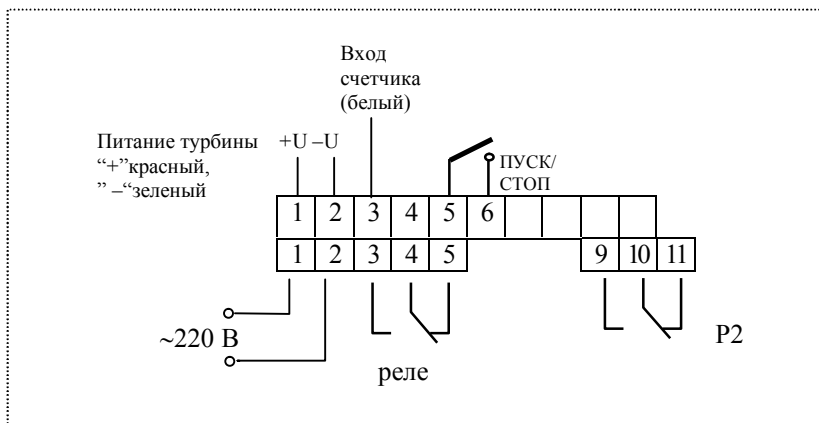 Вход
счетчика
(белый)
Питание турбины +U –U
“+”красный,
” –“зеленый
ПУСК/
СТОП
1 2 3 4 5 6
1 2 3 4 5 9 10 11
~220 В
реле
Р2